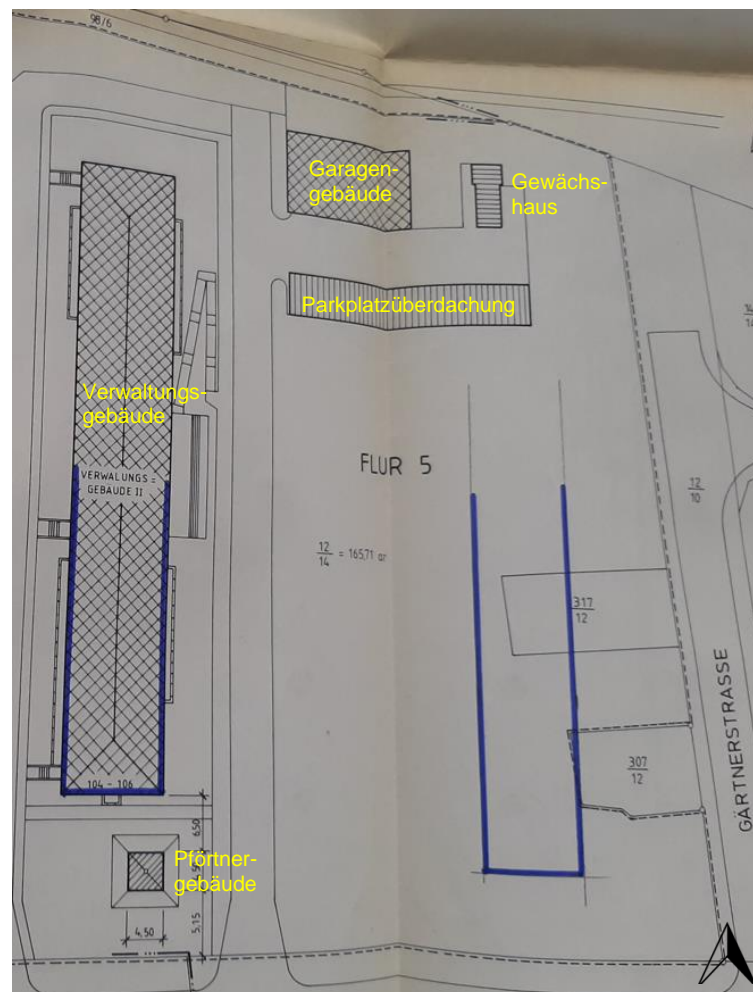 98/6
Garagen-
gebäude
Gewächs-
haus
Parkplatzüberdachung
Verwaltungs-
gebäude
VERWALUNGS =
GEBÄUDE II
FLUR 5
12
10
12
14 = 165,71 ar
317
12
GÄRTNERSTRASSE
307
12
104 - 106
6,50
Pförtner-
gebäude
4,50
5,15